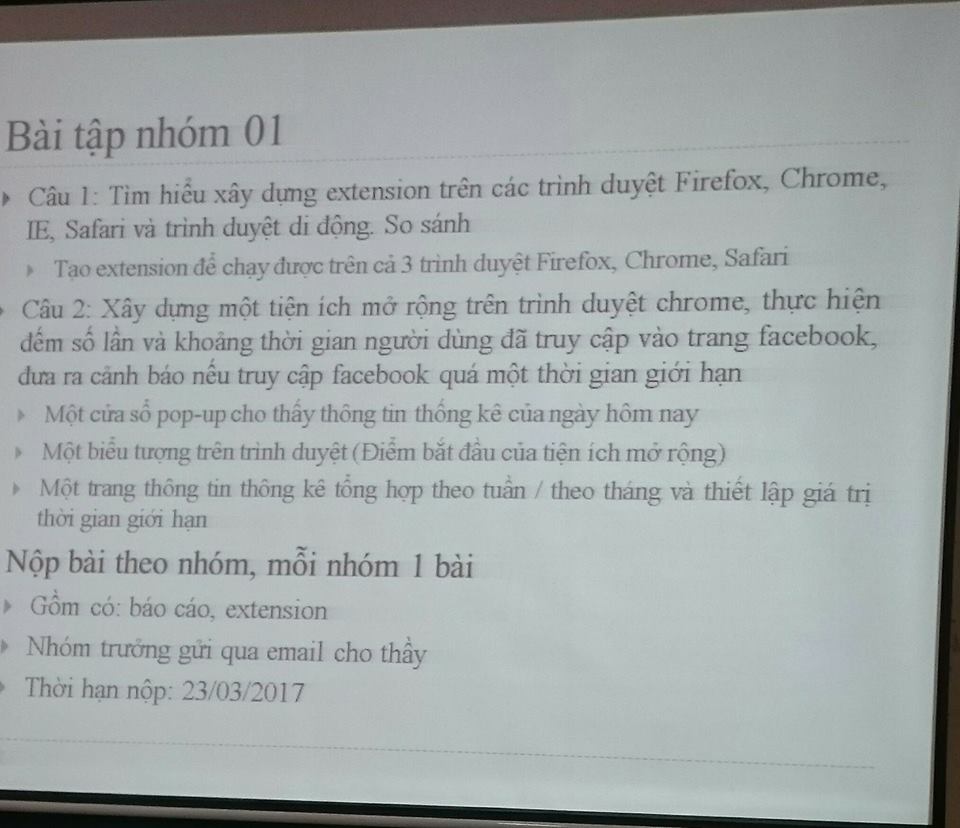 Bài tập nhóm 01
Câu 1: Tìm hiểu xây dựng extension trên các trình duyệt Firefox, Chrome,
IE, Safari và trình duyệt di động. So sánh
Tạo extension để chạy được trên cả 3 trình duyệt Firefox, Chrome, Safari
Câu 2: Xây dựng một tiện ích mở rộng trên trình duyệt chrome, thực hiện
đếm số lần và khoảng thời gian người dùng đã truy cập vào trang facebook,
đưa ra cảnh báo nếu truy cập facebook quá một thời gian giới hạn
Một cửa sổ pop-up cho thấy thông tin thống kê của ngày hôm nay
Một biểu tượng trên trình duyệt (Điểm bắt đầu của tiện ích mở rộng)
Một trang thông tin thông kê tổng hợp theo tuần / theo tháng và thiết lập giá trị
thời gian giới hạn
Nộp bài theo nhóm, mỗi nhóm 1 bài
Gồm có: báo cáo, extension
Nhóm trưởng gửi qua email cho thầy
Thời hạn nộp: 23/03/2017